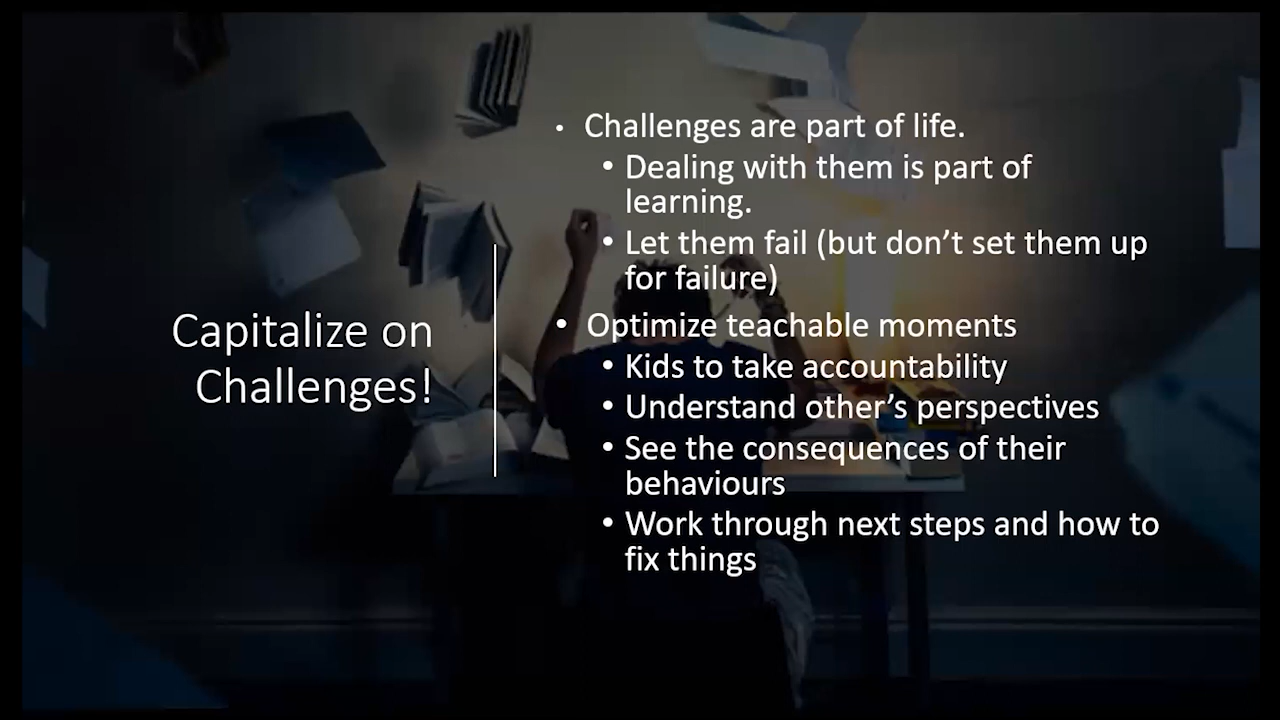 Capitalize on
Challenges!
• Challenges are part of life.
• Dealing with them is part of
learning.
• Let them fail (but don’t set them up
for failure)
• Optimize teachable moments
• Kids to take accountability
• Understand other’s perspectives
• See the consequences of their
behaviours
• Work through next steps and how to
fix things